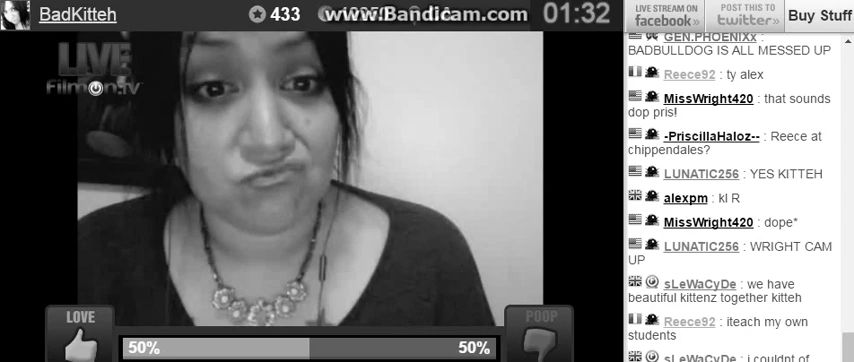 BadKitteh
433
www.Bandicam.com
01:32
LIVE STREAM ON
facebook»
POST THIS TO
twitter»
Buy Stuff
LIVE
FilmOn.tv
GEN.PHOENIXx :
BADBULLDOG IS ALL MESSED UP
Reece92 : ty alex
MissWright420 : that sounds
dop pris!
-PriscillaHaloz-- : Reece at
chippendales?
LUNATIC256 : YES KITTEH
alexpm : kl R
MissWright420 : dope*
LUNATIC256 : WRIGHT CAM
UP
sLeWaCyDe : we have
beautiful kittenz together kitteh
Reece92 : iteach my own
students
sLeWaCyDe : i couldnt of
LOVE
POOP
50%
50%